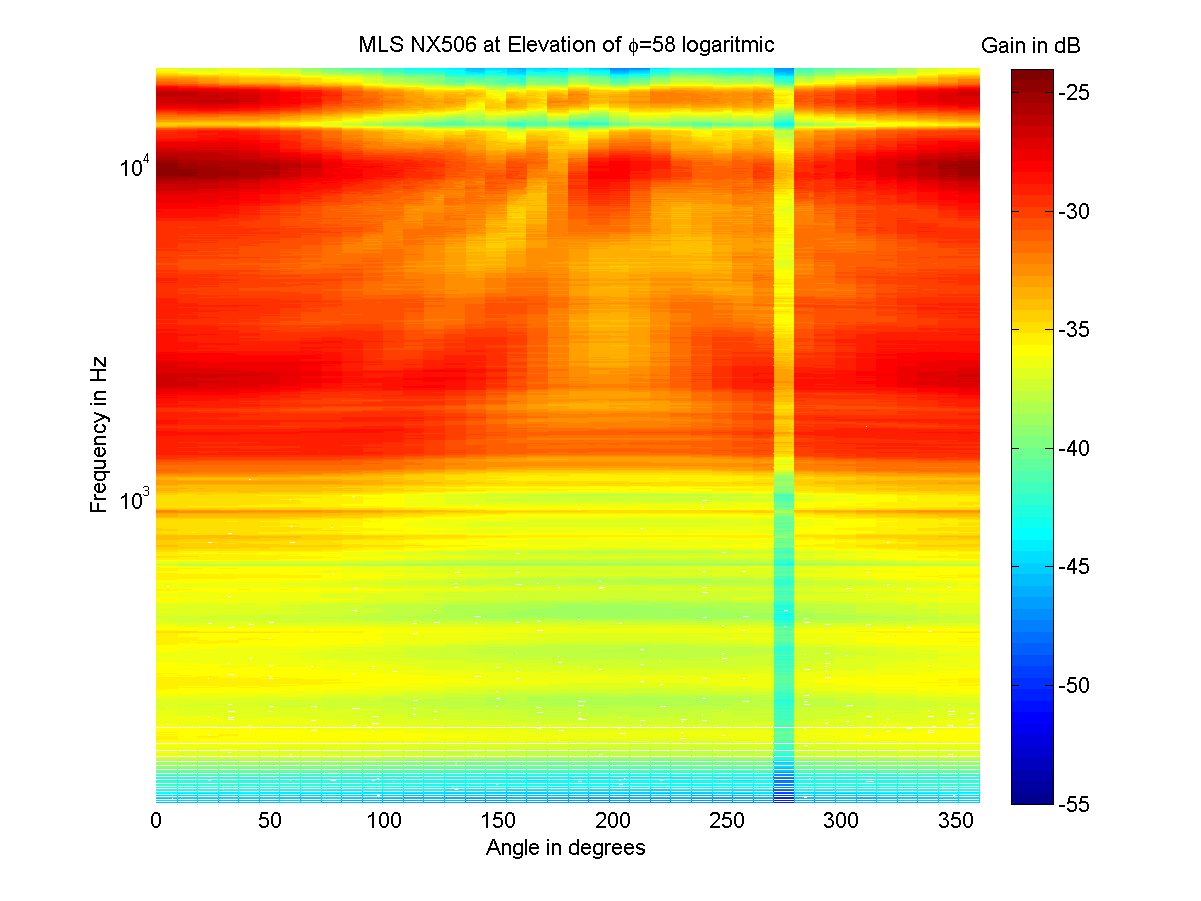 MLS NX506 at Elevation of ϕ=58 logaritmic
Gain in dB
-25
-30
-35
-40
-45
-50
-55
10^4
10^3
Frequency in Hz
0 50 100 150 200 250 300 350
Angle in degrees